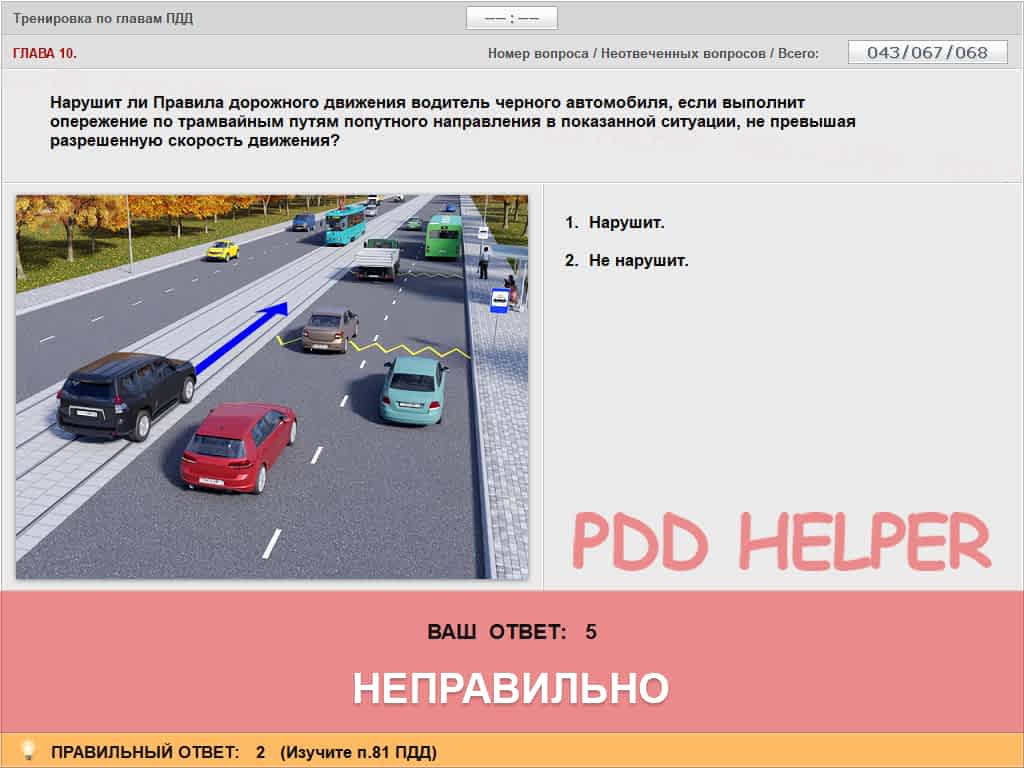 Тренировка по главам ПДД
—— : ——
ГЛАВА 10.
Номер вопроса / Неотвеченных вопросов / Всего:
043/067/068
Нарушит ли Правила дорожного движения водитель черного автомобиля, если выполнит
опережение по трамвайным путям попутного направления в показанной ситуации, не превышая
разрешенную скорость движения?
1. Нарушит.
2. Не нарушит.
PDD HELPER
ВАШ ОТВЕТ: 5
НЕПРАВИЛЬНО
ПРАВИЛЬНЫЙ ОТВЕТ: 2 (Изучите п.81 ПДД)